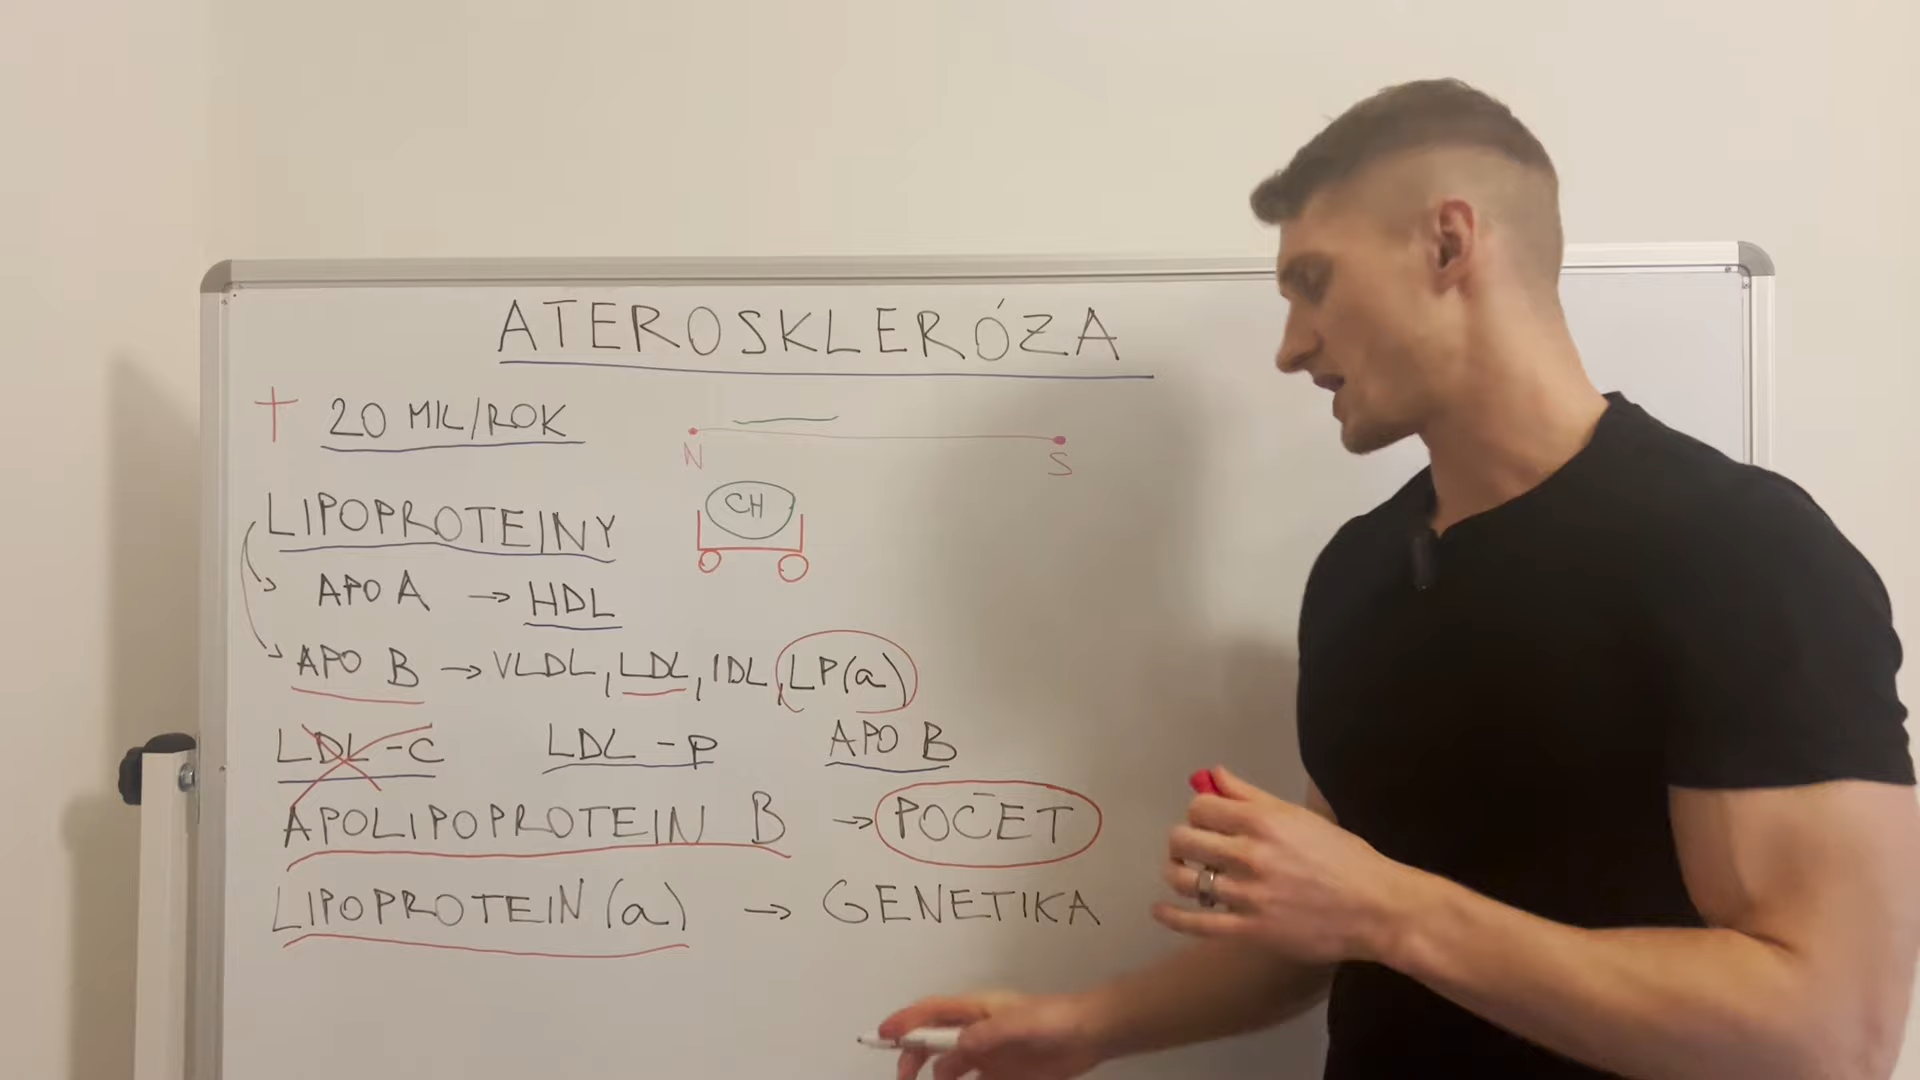 ATEROSKLERÓZA
† 20 MIL/ROK
N S
CH
LIPOPROTEINY
APO A → HDL
APO B → VLDL, LDL, IDL, LP(a)
LDL-C LDL-P APO B
APOLIPOPROTEIN B → POČET
LIPOPROTEIN (a) → GENETIKA